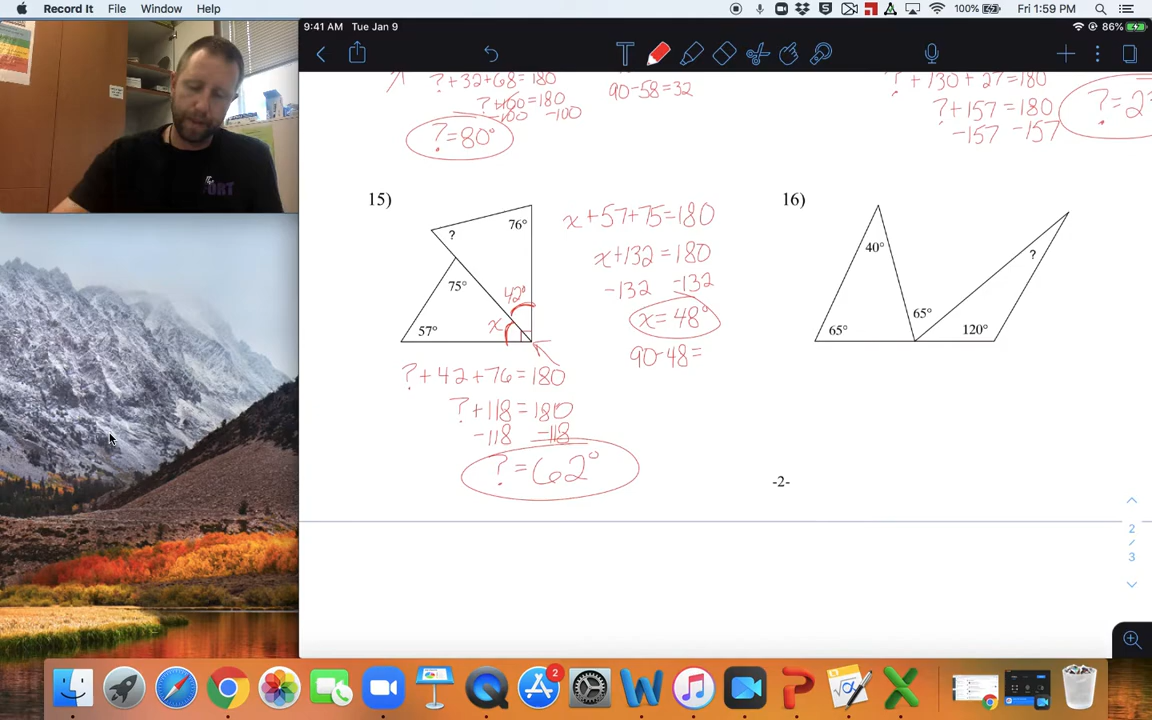 Record It File Window Help
100% Fri 1:59 PM
9:41 AM Tue Jan 9
86%
? + 32 + 68 = 180
? + 100 = 180
-100 -100
? = 80°
90 - 58 = 32
? + 130 + 27 = 180
? + 157 = 180
-157 -157
15)
76°
?
75°
42°
x
57°
x + 57 + 75 = 180
x + 132 = 180
-132 -132
x = 48°
90 - 48 =
? + 42 + 76 = 180
? + 118 = 180
-118 -118
? = 62°
16)
40°
?
65°
65°
120°
-2-
2
/
3
2